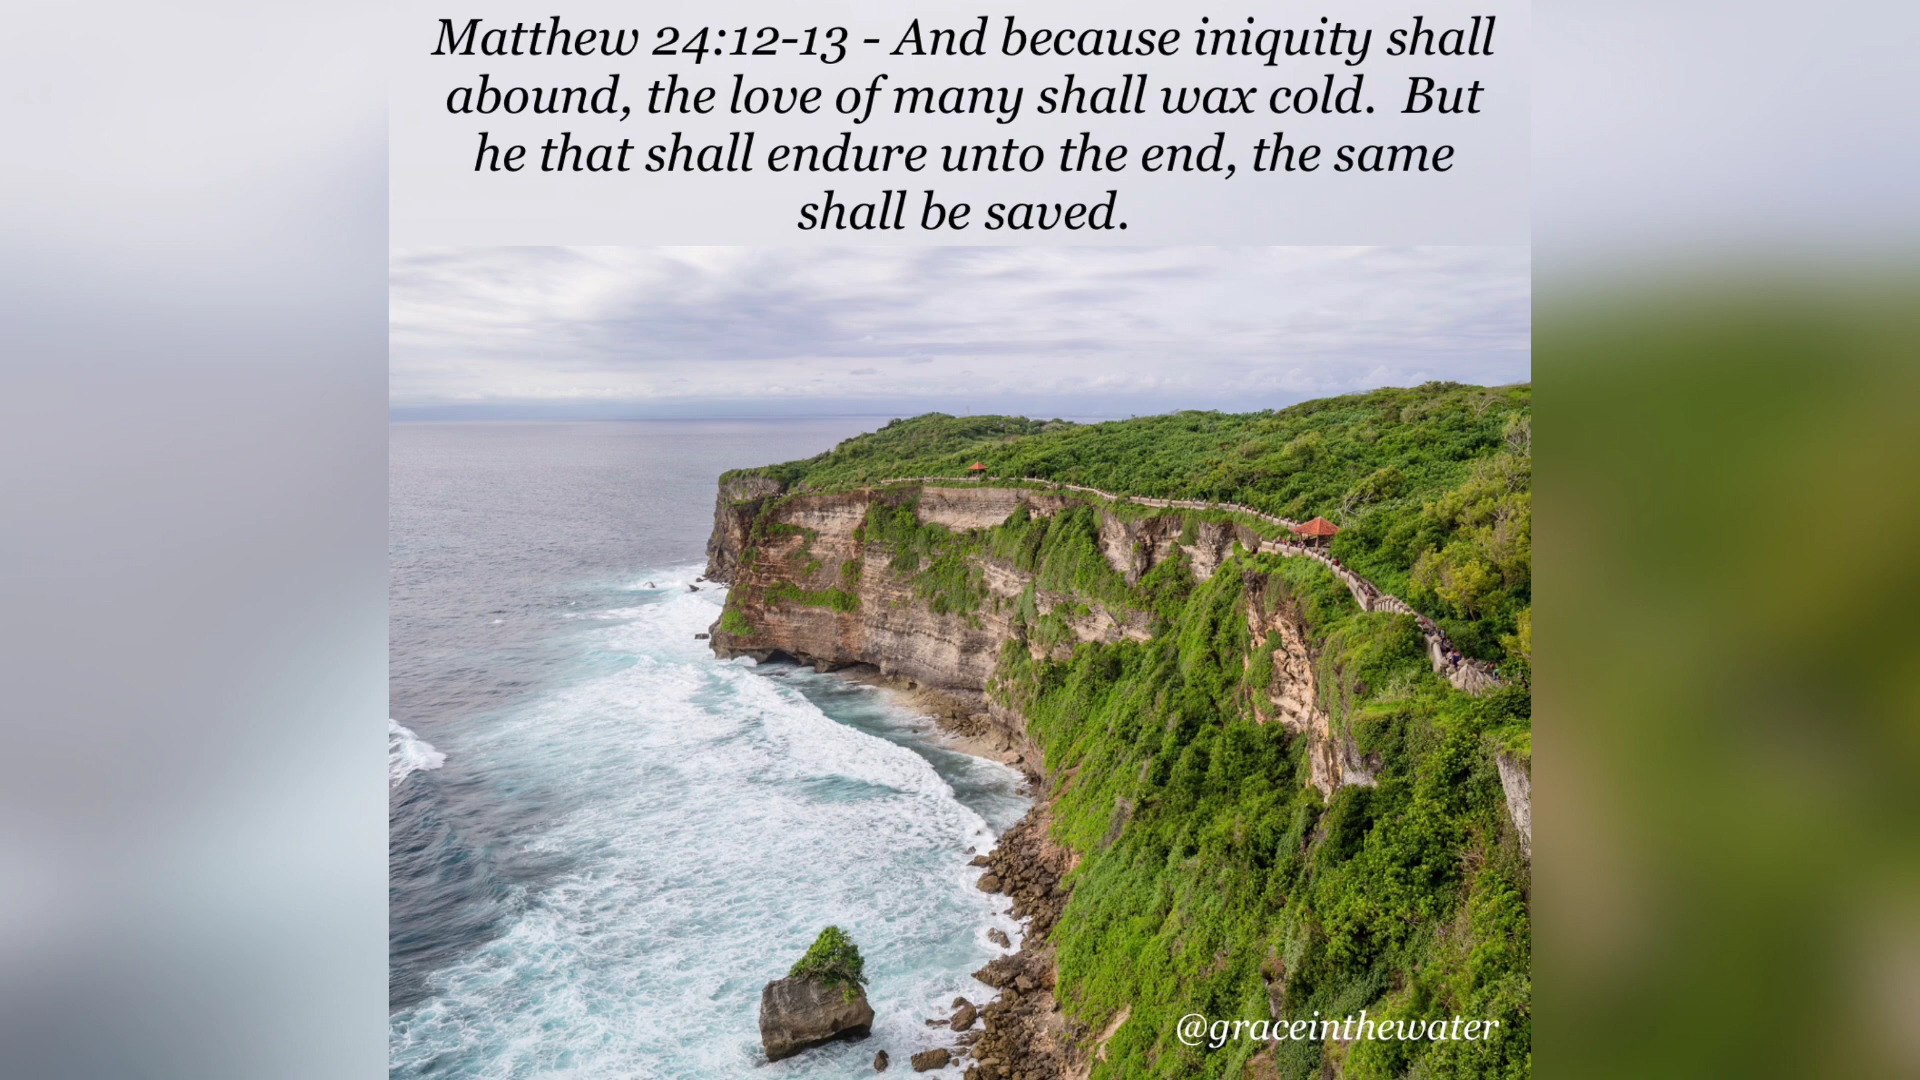 Matthew 24:12-13 - And because iniquity shall
abound, the love of many shall wax cold.  But
he that shall endure unto the end, the same
shall be saved.
@graceinthewater